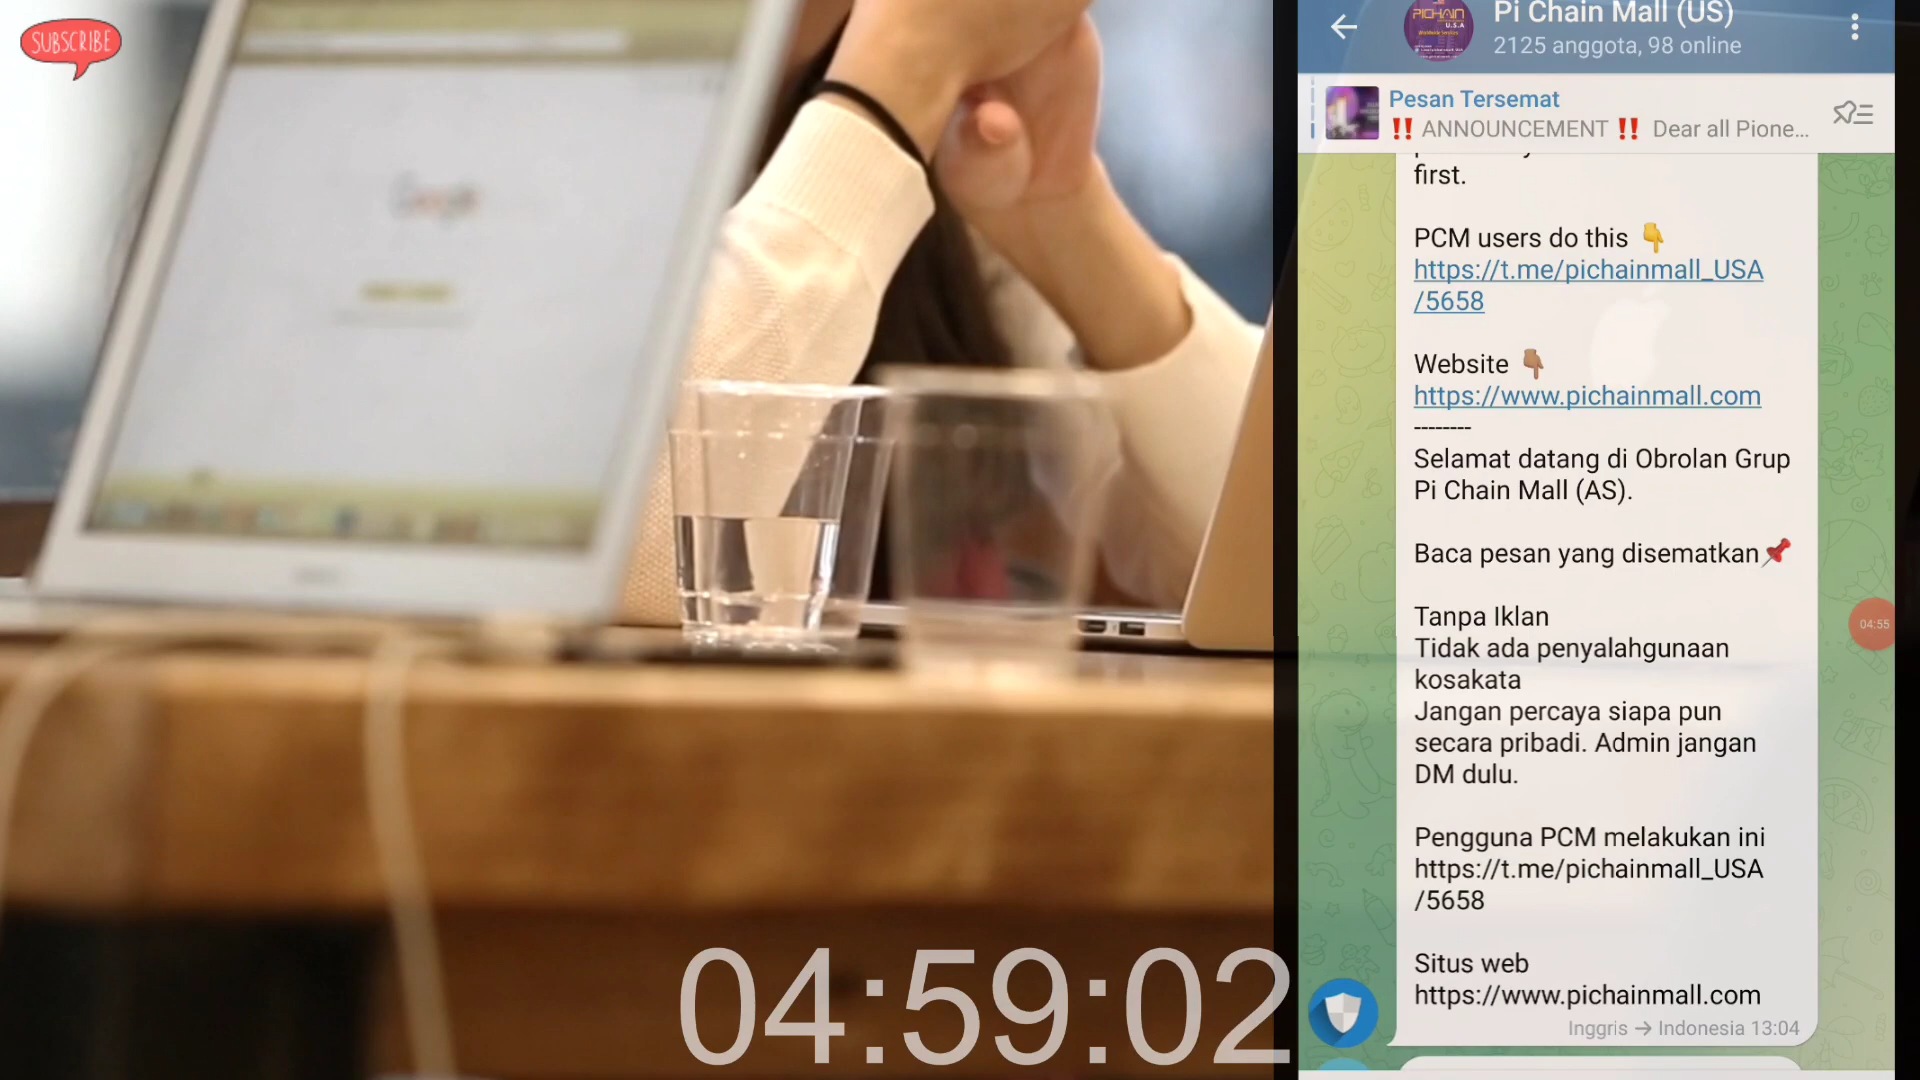 SUBSCRIBE
PICHAIN
U.S.A
Pi Chain Mall (US)
2125 anggota, 98 online
Pesan Tersemat
‼️ ANNOUNCEMENT ‼️ Dear all Pione...
first.
PCM users do this 👇
https://t.me/pichainmall_USA
/5658
Website 👇🏽
https://www.pichainmall.com
--------
Selamat datang di Obrolan Grup
Pi Chain Mall (AS).
Baca pesan yang disematkan📌
Tanpa Iklan
Tidak ada penyalahgunaan
kosakata
Jangan percaya siapa pun
secara pribadi. Admin jangan
DM dulu.
Pengguna PCM melakukan ini
https://t.me/pichainmall_USA
/5658
Situs web
https://www.pichainmall.com
Inggris → Indonesia 13:04
04:55
04:59:02